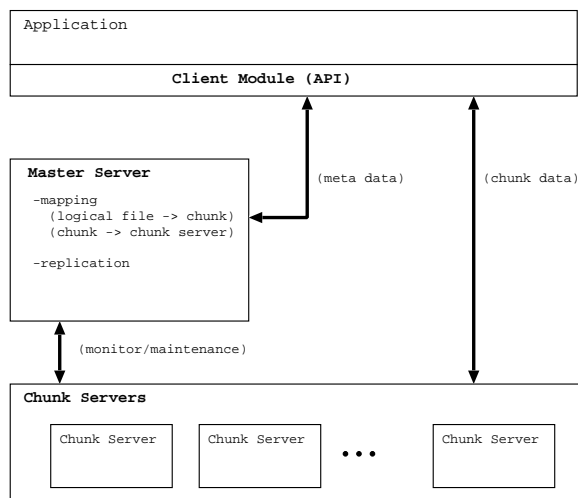 Application
Client Module (API)
Master Server
-mapping
(logical file -> chunk)
(chunk -> chunk server)
-replication
(meta data)
(chunk data)
(monitor/maintenance)
Chunk Servers
Chunk Server
Chunk Server
Chunk Server